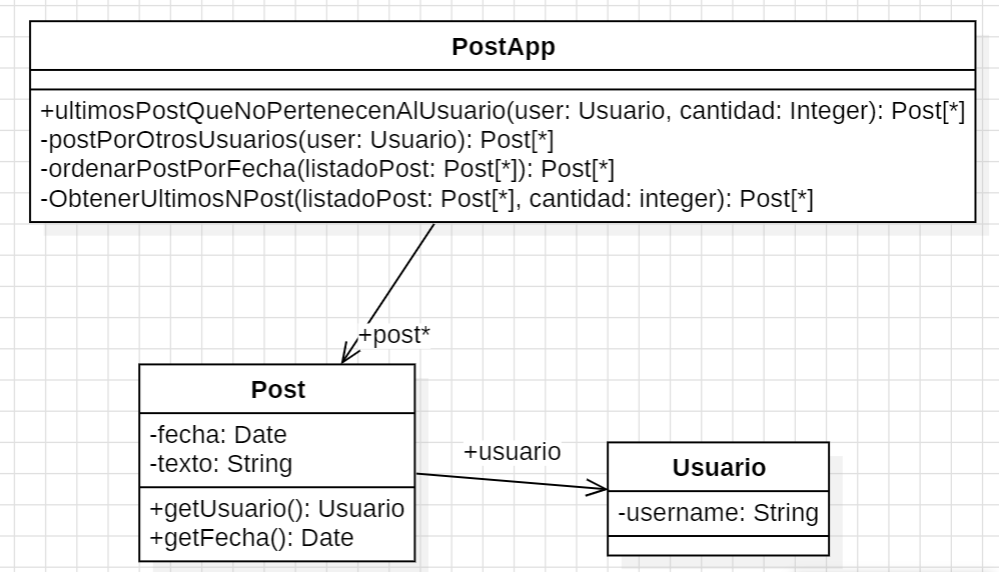 PostApp
+ultimosPostQueNoPertenecenAlUsuario(user: Usuario, cantidad: Integer): Post[*]
-postPorOtrosUsuarios(user: Usuario): Post[*]
-ordenarPostPorFecha(listadoPost: Post[*]): Post[*]
-ObtenerUltimosNPost(listadoPost: Post[*], cantidad: integer): Post[*]
+post*
Post
-fecha: Date
-texto: String
+getUsuario(): Usuario
+getFecha(): Date
+usuario
Usuario
-username: String